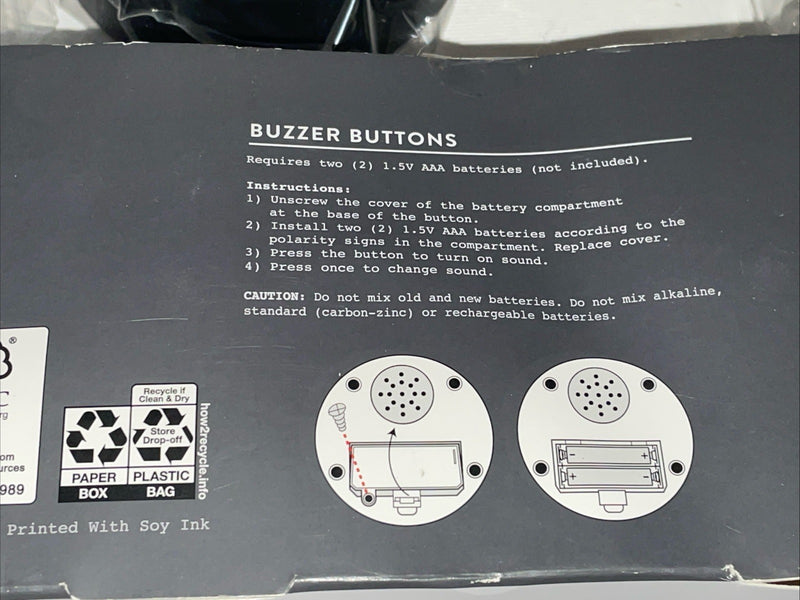 BUZZER BUTTONS
Requires two (2) 1.5V AAA batteries (not included).
Instructions:
1) Unscrew the cover of the battery compartment
at the base of the button.
2) Install two (2) 1.5V AAA batteries according to the
polarity signs in the compartment. Replace cover.
3) Press the button to turn on sound.
4) Press once to change sound.
CAUTION: Do not mix old and new batteries. Do not mix alkaline,
standard (carbon-zinc) or rechargeable batteries.
®
C
rg
om
urces
989
Recycle if
Clean & Dry
Store
Drop-off
PAPER
BOX
PLASTIC
BAG
how2recycle.info
Printed With Soy Ink
- +
- +